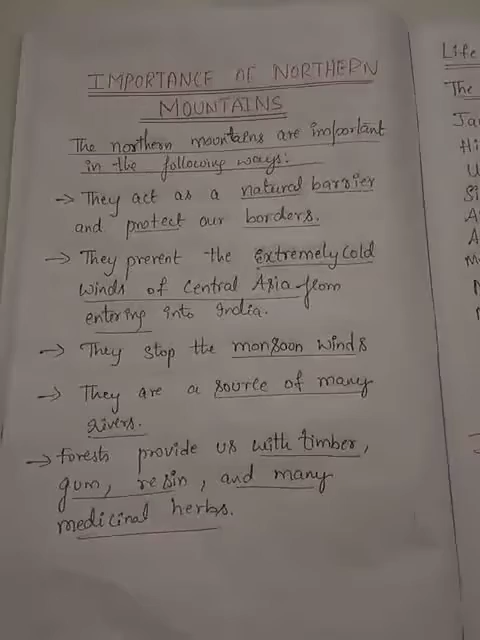 IMPORTANCE OF NORTHERN
MOUNTAINS
The northern mountains are important
in the following ways:
→ They act as a natural barrier
and protect our borders.
→ They prevent the extremely cold
winds of Central Asia from
entering into India.
→ They stop the monsoon winds
→ They are a source of many
rivers.
→ forests provide us with timber,
gum, resin, and many
medicinal herbs.
Life
The